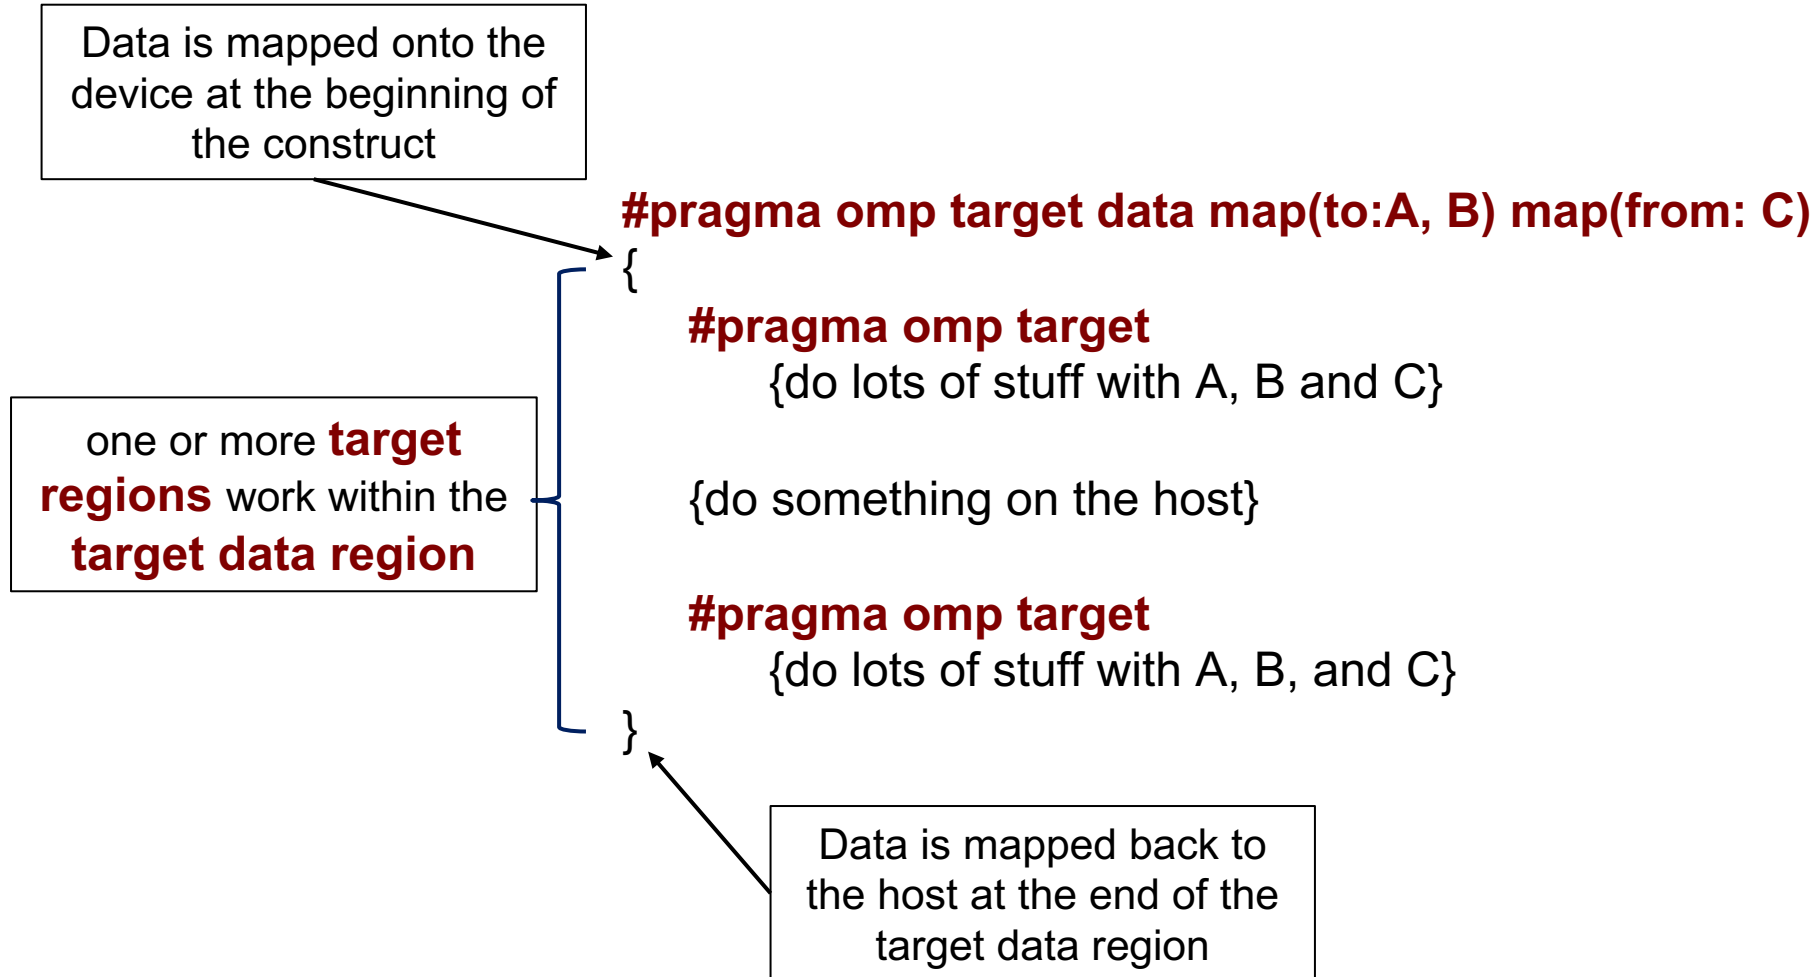 Data is mapped onto the
device at the beginning of
the construct
#pragma omp target data map(to:A, B) map(from: C)
{
#pragma omp target
{do lots of stuff with A, B and C}
one or more target
regions work within the
target data region
{do something on the host}
#pragma omp target
{do lots of stuff with A, B, and C}
}
Data is mapped back to
the host at the end of the
target data region